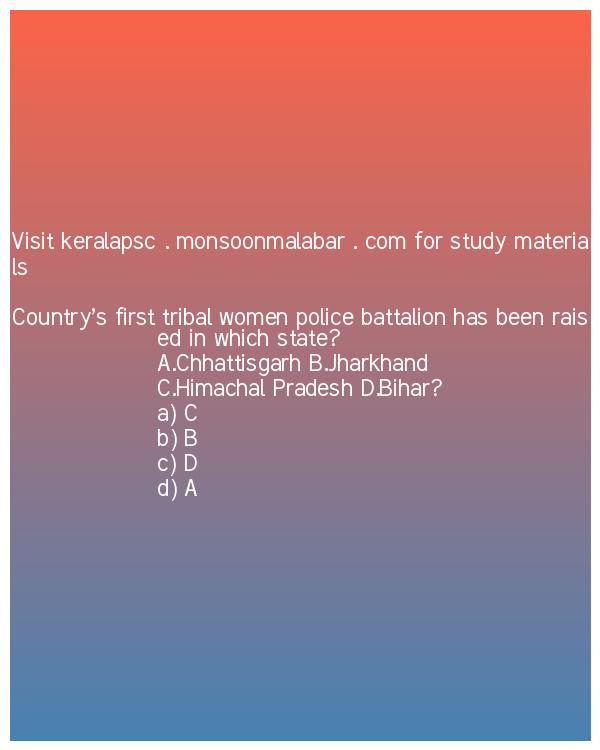 Visit keralapsc . monsoonmalabar . com for study materia
ls
Country’s first tribal women police battalion has been rais
ed in which state?
A.Chhattisgarh B.Jharkhand
C.Himachal Pradesh D.Bihar?
a) C
b) B
c) D
d) A